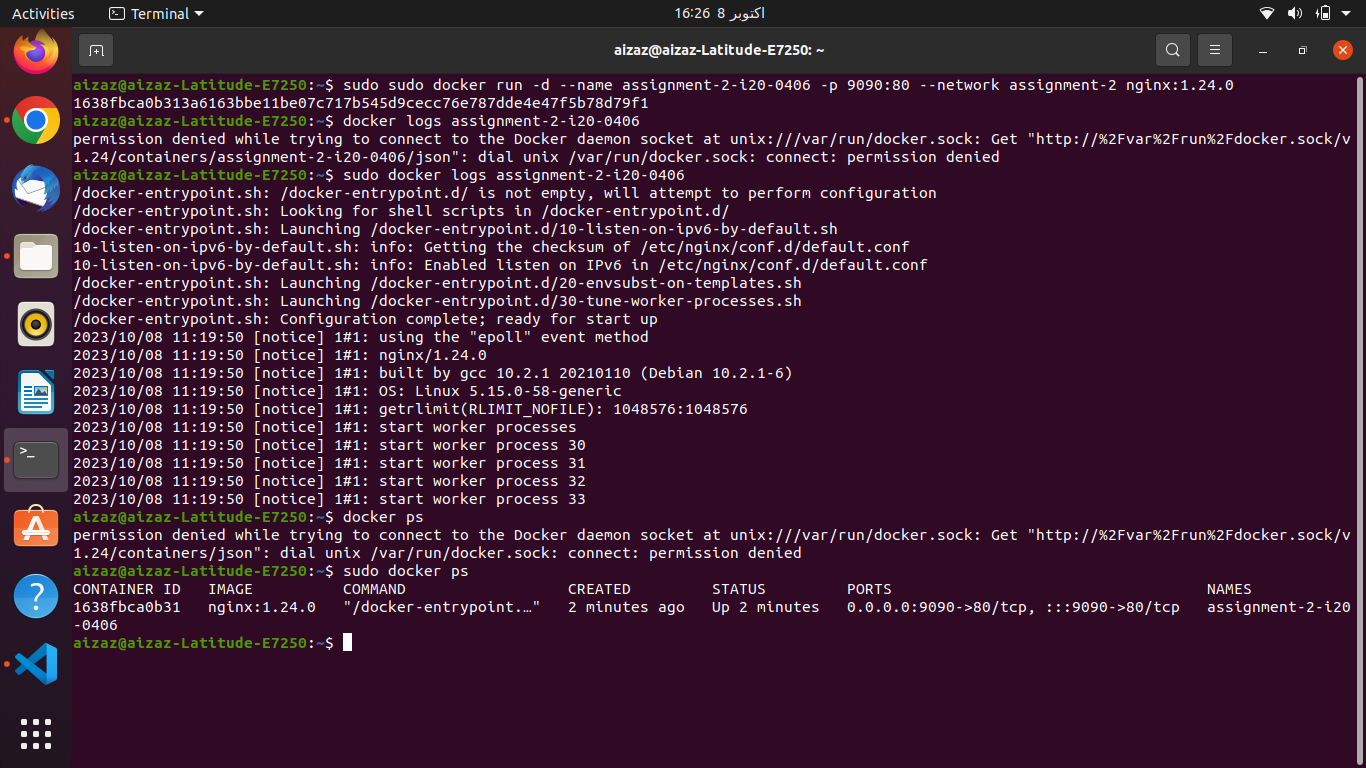 Activities
Terminal
16:26 8 اکتوبر
aizaz@aizaz-Latitude-E7250: ~
aizaz@aizaz-Latitude-E7250:~$ sudo sudo docker run -d --name assignment-2-i20-0406 -p 9090:80 --network assignment-2 nginx:1.24.0
1638fbca0b313a6163bbe11be07c717b545d9cecc76e787dde4e47f5b78d79f1
aizaz@aizaz-Latitude-E7250:~$ docker logs assignment-2-i20-0406
permission denied while trying to connect to the Docker daemon socket at unix:///var/run/docker.sock: Get "http://%2Fvar%2Frun%2Fdocker.sock/v
1.24/containers/assignment-2-i20-0406/json": dial unix /var/run/docker.sock: connect: permission denied
aizaz@aizaz-Latitude-E7250:~$ sudo docker logs assignment-2-i20-0406
/docker-entrypoint.sh: /docker-entrypoint.d/ is not empty, will attempt to perform configuration
/docker-entrypoint.sh: Looking for shell scripts in /docker-entrypoint.d/
/docker-entrypoint.sh: Launching /docker-entrypoint.d/10-listen-on-ipv6-by-default.sh
10-listen-on-ipv6-by-default.sh: info: Getting the checksum of /etc/nginx/conf.d/default.conf
10-listen-on-ipv6-by-default.sh: info: Enabled listen on IPv6 in /etc/nginx/conf.d/default.conf
/docker-entrypoint.sh: Launching /docker-entrypoint.d/20-envsubst-on-templates.sh
/docker-entrypoint.sh: Launching /docker-entrypoint.d/30-tune-worker-processes.sh
/docker-entrypoint.sh: Configuration complete; ready for start up
2023/10/08 11:19:50 [notice] 1#1: using the "epoll" event method
2023/10/08 11:19:50 [notice] 1#1: nginx/1.24.0
2023/10/08 11:19:50 [notice] 1#1: built by gcc 10.2.1 20210110 (Debian 10.2.1-6)
2023/10/08 11:19:50 [notice] 1#1: OS: Linux 5.15.0-58-generic
2023/10/08 11:19:50 [notice] 1#1: getrlimit(RLIMIT_NOFILE): 1048576:1048576
2023/10/08 11:19:50 [notice] 1#1: start worker processes
2023/10/08 11:19:50 [notice] 1#1: start worker process 30
2023/10/08 11:19:50 [notice] 1#1: start worker process 31
2023/10/08 11:19:50 [notice] 1#1: start worker process 32
2023/10/08 11:19:50 [notice] 1#1: start worker process 33
aizaz@aizaz-Latitude-E7250:~$ docker ps
permission denied while trying to connect to the Docker daemon socket at unix:///var/run/docker.sock: Get "http://%2Fvar%2Frun%2Fdocker.sock/v
1.24/containers/json": dial unix /var/run/docker.sock: connect: permission denied
aizaz@aizaz-Latitude-E7250:~$ sudo docker ps
CONTAINER ID   IMAGE          COMMAND                  CREATED         STATUS         PORTS                                   NAMES
1638fbca0b31   nginx:1.24.0   "/docker-entrypoint.…"   2 minutes ago   Up 2 minutes   0.0.0.0:9090->80/tcp, :::9090->80/tcp   assignment-2-i20
-0406
aizaz@aizaz-Latitude-E7250:~$